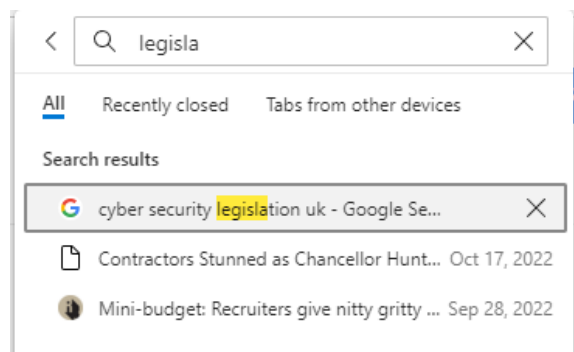 legisla
All Recently closed Tabs from other devices
Search results
cyber security legislation uk - Google Se...
Contractors Stunned as Chancellor Hunt... Oct 17, 2022
Mini-budget: Recruiters give nitty gritty ... Sep 28, 2022